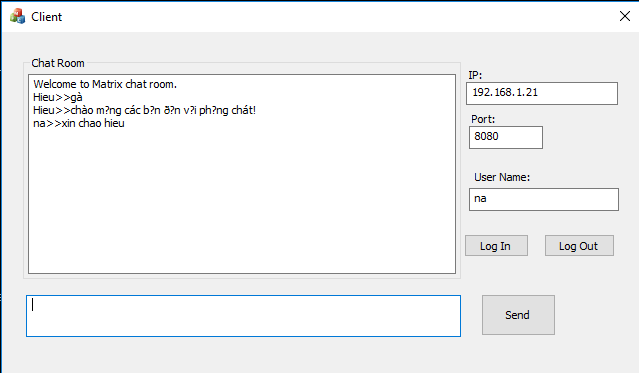 Client
Chat Room
Welcome to Matrix chat room.
Hieu>>gà
Hieu>>chào m?ng các b?n ð?n v?i ph?ng chát!
na>>xin chao hieu
IP:
192.168.1.21
Port:
8080
User Name:
na
Log In
Log Out
Send